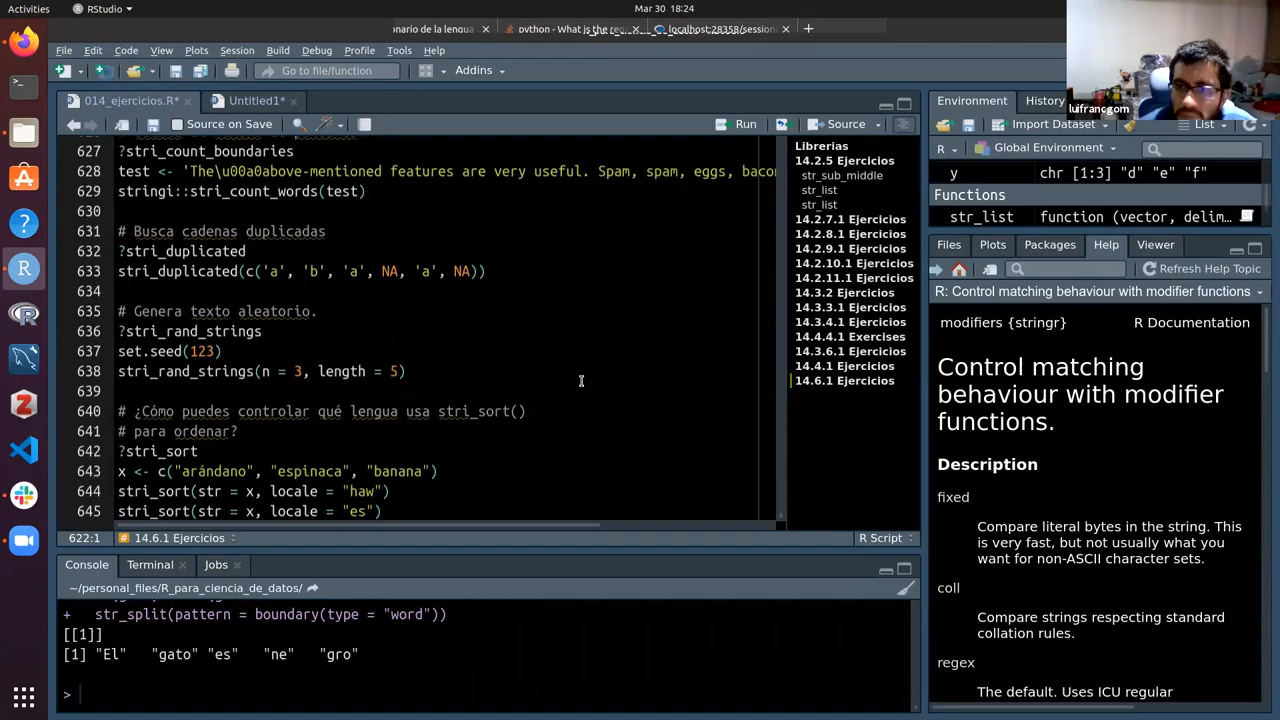 Activities
RStudio
Mar 30 18:24
onario de la lengua
python - What is the re
localhost:28358/session
luifrancgom
File Edit Code View Plots Session Build Debug Profile Tools Help
Go to file/function
Addins
014_ejercicios.R*
Untitled1*
Source on Save
Run
Source
627 ?stri_count_boundaries
628 test <- 'The\u00a0above-mentioned features are very useful. Spam, spam, eggs, baco
629 stringi::stri_count_words(test)
630
631 # Busca cadenas duplicadas
632 ?stri_duplicated
633 stri_duplicated(c('a', 'b', 'a', NA, 'a', NA))
634
635 # Genera texto aleatorio.
636 ?stri_rand_strings
637 set.seed(123)
638 stri_rand_strings(n = 3, length = 5)
639
640 # ¿Cómo puedes controlar qué lengua usa stri_sort()
641 # para ordenar?
642 ?stri_sort
643 x <- c("arándano", "espinaca", "banana")
644 stri_sort(str = x, locale = "haw")
645 stri_sort(str = x, locale = "es")
622:1
14.6.1 Ejercicios
R Script
Librerias
14.2.5 Ejercicios
str_sub_middle
str_list
str_list
14.2.7.1 Ejercicios
14.2.8.1 Ejercicios
14.2.9.1 Ejercicios
14.2.10.1 Ejercicios
14.2.11.1 Ejercicios
14.3.2 Ejercicios
14.3.3.1 Ejercicios
14.3.4.1 Ejercicios
14.4.4.1 Exercises
14.3.6.1 Ejercicios
14.4.1 Ejercicios
14.6.1 Ejercicios
Console Terminal Jobs
~/personal_files/R_para_ciencia_de_datos/
+ str_split(pattern = boundary(type = "word"))
[[1]]
[1] "El" "gato" "es" "ne" "gro"
>
Environment History
Import Dataset
List
R
Global Environment
y chr [1:3] "d" "e" "f"
Functions
str_list function (vector, delim…
Files Plots Packages Help Viewer
Refresh Help Topic
R: Control matching behaviour with modifier functions
modifiers {stringr} R Documentation
Control matching
behaviour with modifier
functions.
Description
fixed
Compare literal bytes in the string. This
is very fast, but not usually what you
want for non-ASCII character sets.
coll
Compare strings respecting standard
collation rules.
regex
The default. Uses ICU regular